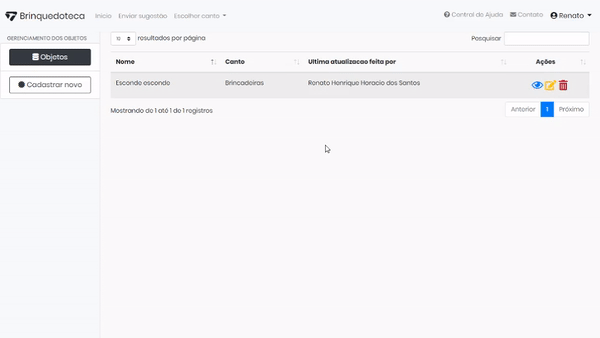 Brinquedoteca Início Enviar sugestão Escolher canto Central de Ajuda Contato Renato
GERENCIAMENTO DOS OBJETOS
Objetos
Cadastrar novo
10 resultados por página Pesquisar
Nome Canto Ultima atualizacao feita por Ações
Esconde esconde Brincadeiras Renato Henrique Horacio dos Santos
Mostrando de 1 até 1 de 1 registros
Anterior 1 Próximo